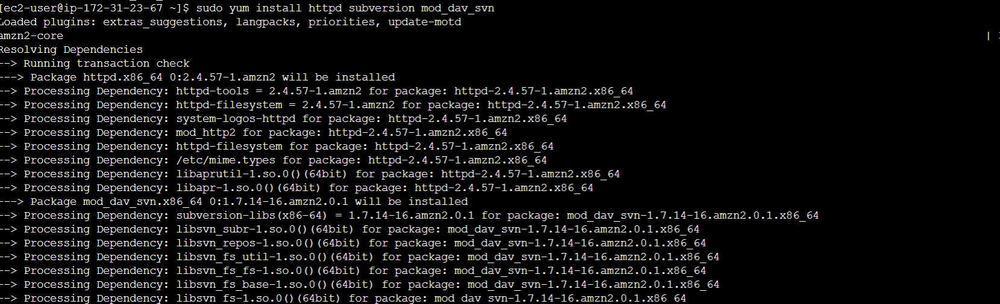 [ec2-user@ip-172-31-23-67 ~]$ sudo yum install httpd subversion mod_dav_svn
Loaded plugins: extras_suggestions, langpacks, priorities, update-motd
amzn2-core |
Resolving Dependencies
--> Running transaction check
---> Package httpd.x86_64 0:2.4.57-1.amzn2 will be installed
--> Processing Dependency: httpd-tools = 2.4.57-1.amzn2 for package: httpd-2.4.57-1.amzn2.x86_64
--> Processing Dependency: httpd-filesystem = 2.4.57-1.amzn2 for package: httpd-2.4.57-1.amzn2.x86_64
--> Processing Dependency: system-logos-httpd for package: httpd-2.4.57-1.amzn2.x86_64
--> Processing Dependency: mod_http2 for package: httpd-2.4.57-1.amzn2.x86_64
--> Processing Dependency: httpd-filesystem for package: httpd-2.4.57-1.amzn2.x86_64
--> Processing Dependency: /etc/mime.types for package: httpd-2.4.57-1.amzn2.x86_64
--> Processing Dependency: libaprutil-1.so.0()(64bit) for package: httpd-2.4.57-1.amzn2.x86_64
--> Processing Dependency: libapr-1.so.0()(64bit) for package: httpd-2.4.57-1.amzn2.x86_64
---> Package mod_dav_svn.x86_64 0:1.7.14-16.amzn2.0.1 will be installed
--> Processing Dependency: subversion-libs(x86-64) = 1.7.14-16.amzn2.0.1 for package: mod_dav_svn-1.7.14-16.amzn2.0.1.x86_64
--> Processing Dependency: libsvn_subr-1.so.0()(64bit) for package: mod_dav_svn-1.7.14-16.amzn2.0.1.x86_64
--> Processing Dependency: libsvn_repos-1.so.0()(64bit) for package: mod_dav_svn-1.7.14-16.amzn2.0.1.x86_64
--> Processing Dependency: libsvn_fs_util-1.so.0()(64bit) for package: mod_dav_svn-1.7.14-16.amzn2.0.1.x86_64
--> Processing Dependency: libsvn_fs_fs-1.so.0()(64bit) for package: mod_dav_svn-1.7.14-16.amzn2.0.1.x86_64
--> Processing Dependency: libsvn_fs_base-1.so.0()(64bit) for package: mod_dav_svn-1.7.14-16.amzn2.0.1.x86_64
--> Processing Dependency: libsvn_fs-1.so.0()(64bit) for package: mod_dav_svn-1.7.14-16.amzn2.0.1.x86_64